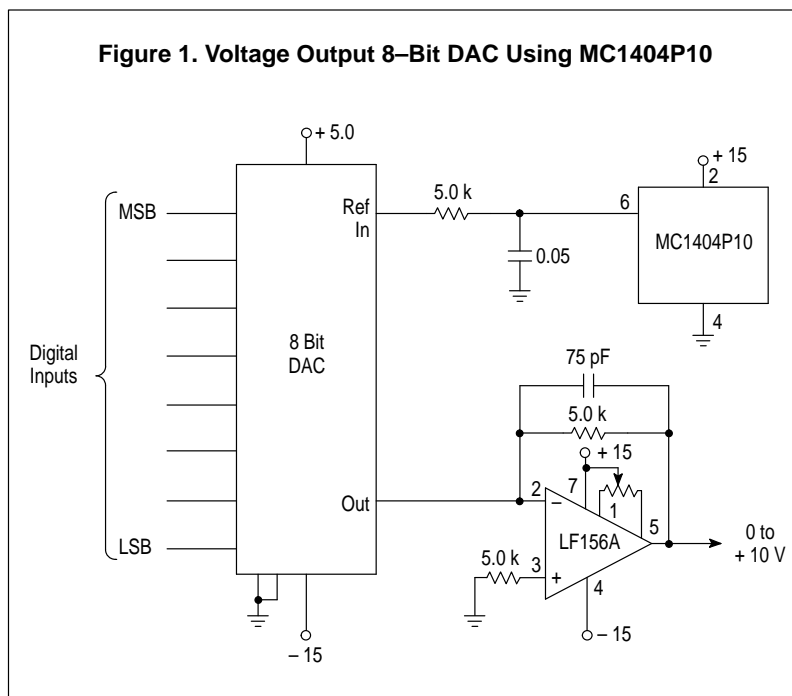 Figure 1. Voltage Output 8–Bit DAC Using MC1404P10
+ 5.0
+ 15
2
5.0 k
6
MSB
Ref
In
MC1404P10
0.05
4
Digital
Inputs
8 Bit
DAC
75 pF
5.0 k
+ 15
Out
2
–
7
1
5
LF156A
0 to
+ 10 V
LSB
5.0 k
3
+
4
– 15
– 15